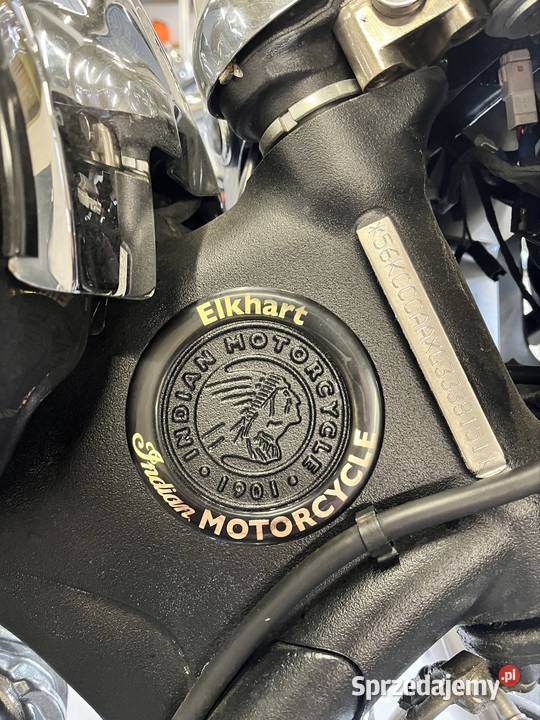 Elkhart
INDIAN MOTORCYCLE
• 1901 •
Indian MOTORCYCLE
Sprzedajemy.pl